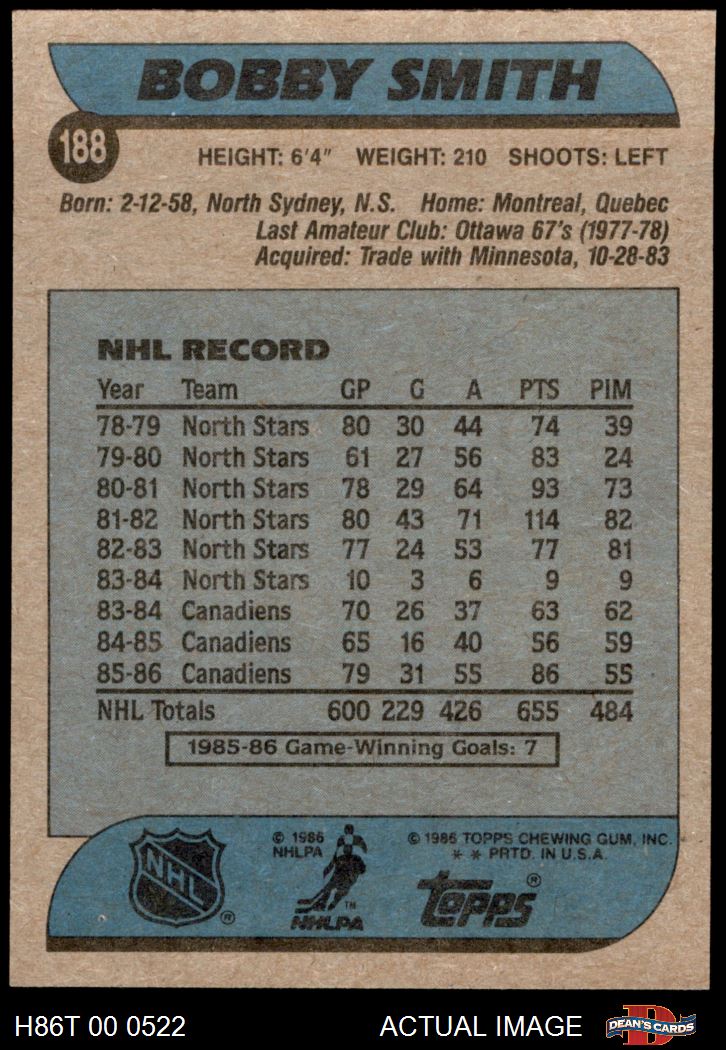 BOBBY SMITH
188
HEIGHT: 6'4" WEIGHT: 210 SHOOTS: LEFT
Born: 2-12-58, North Sydney, N.S. Home: Montreal, Quebec
Last Amateur Club: Ottawa 67's (1977-78)
Acquired: Trade with Minnesota, 10-28-83
NHL RECORD
Year Team GP G A PTS PIM
78-79 North Stars 80 30 44 74 39
79-80 North Stars 61 27 56 83 24
80-81 North Stars 78 29 64 93 73
81-82 North Stars 80 43 71 114 82
82-83 North Stars 77 24 53 77 81
83-84 North Stars 10 3 6 9 9
83-84 Canadiens 70 26 37 63 62
84-85 Canadiens 65 16 40 56 59
85-86 Canadiens 79 31 55 86 55
NHL Totals 600 229 426 655 484
1985-86 Game-Winning Goals: 7
NHL ®
© 1986
NHLPA
TM
NHLPA
© 1986 TOPPS CHEWING GUM, INC.
* * PRTD. IN U.S.A.
Topps ®
H86T 00 0522 ACTUAL IMAGE D DEAN'S CARDS